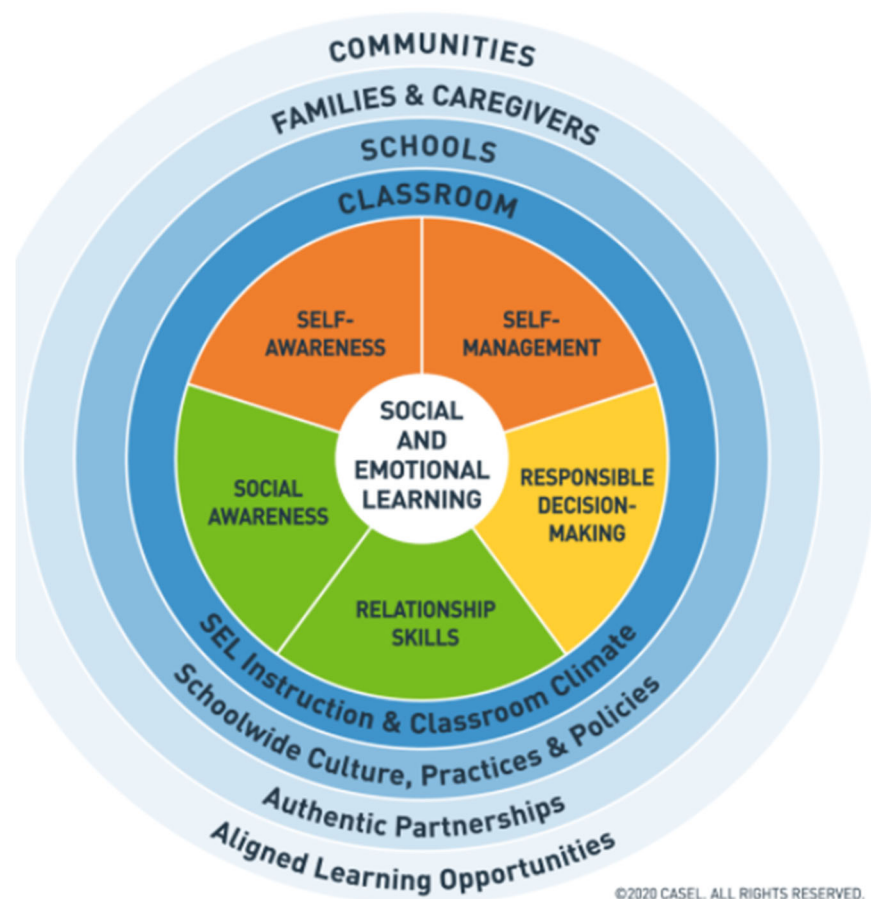 COMMUNITIES
FAMILIES & CAREGIVERS
SCHOOLS
CLASSROOM
SELF-
AWARENESS
SELF-
MANAGEMENT
SOCIAL
AND
EMOTIONAL
LEARNING
SOCIAL
AWARENESS
RESPONSIBLE
DECISION-
MAKING
RELATIONSHIP
SKILLS
SEL Instruction & Classroom Climate
Schoolwide Culture, Practices & Policies
Authentic Partnerships
Aligned Learning Opportunities
©2020 CASEL. ALL RIGHTS RESERVED.